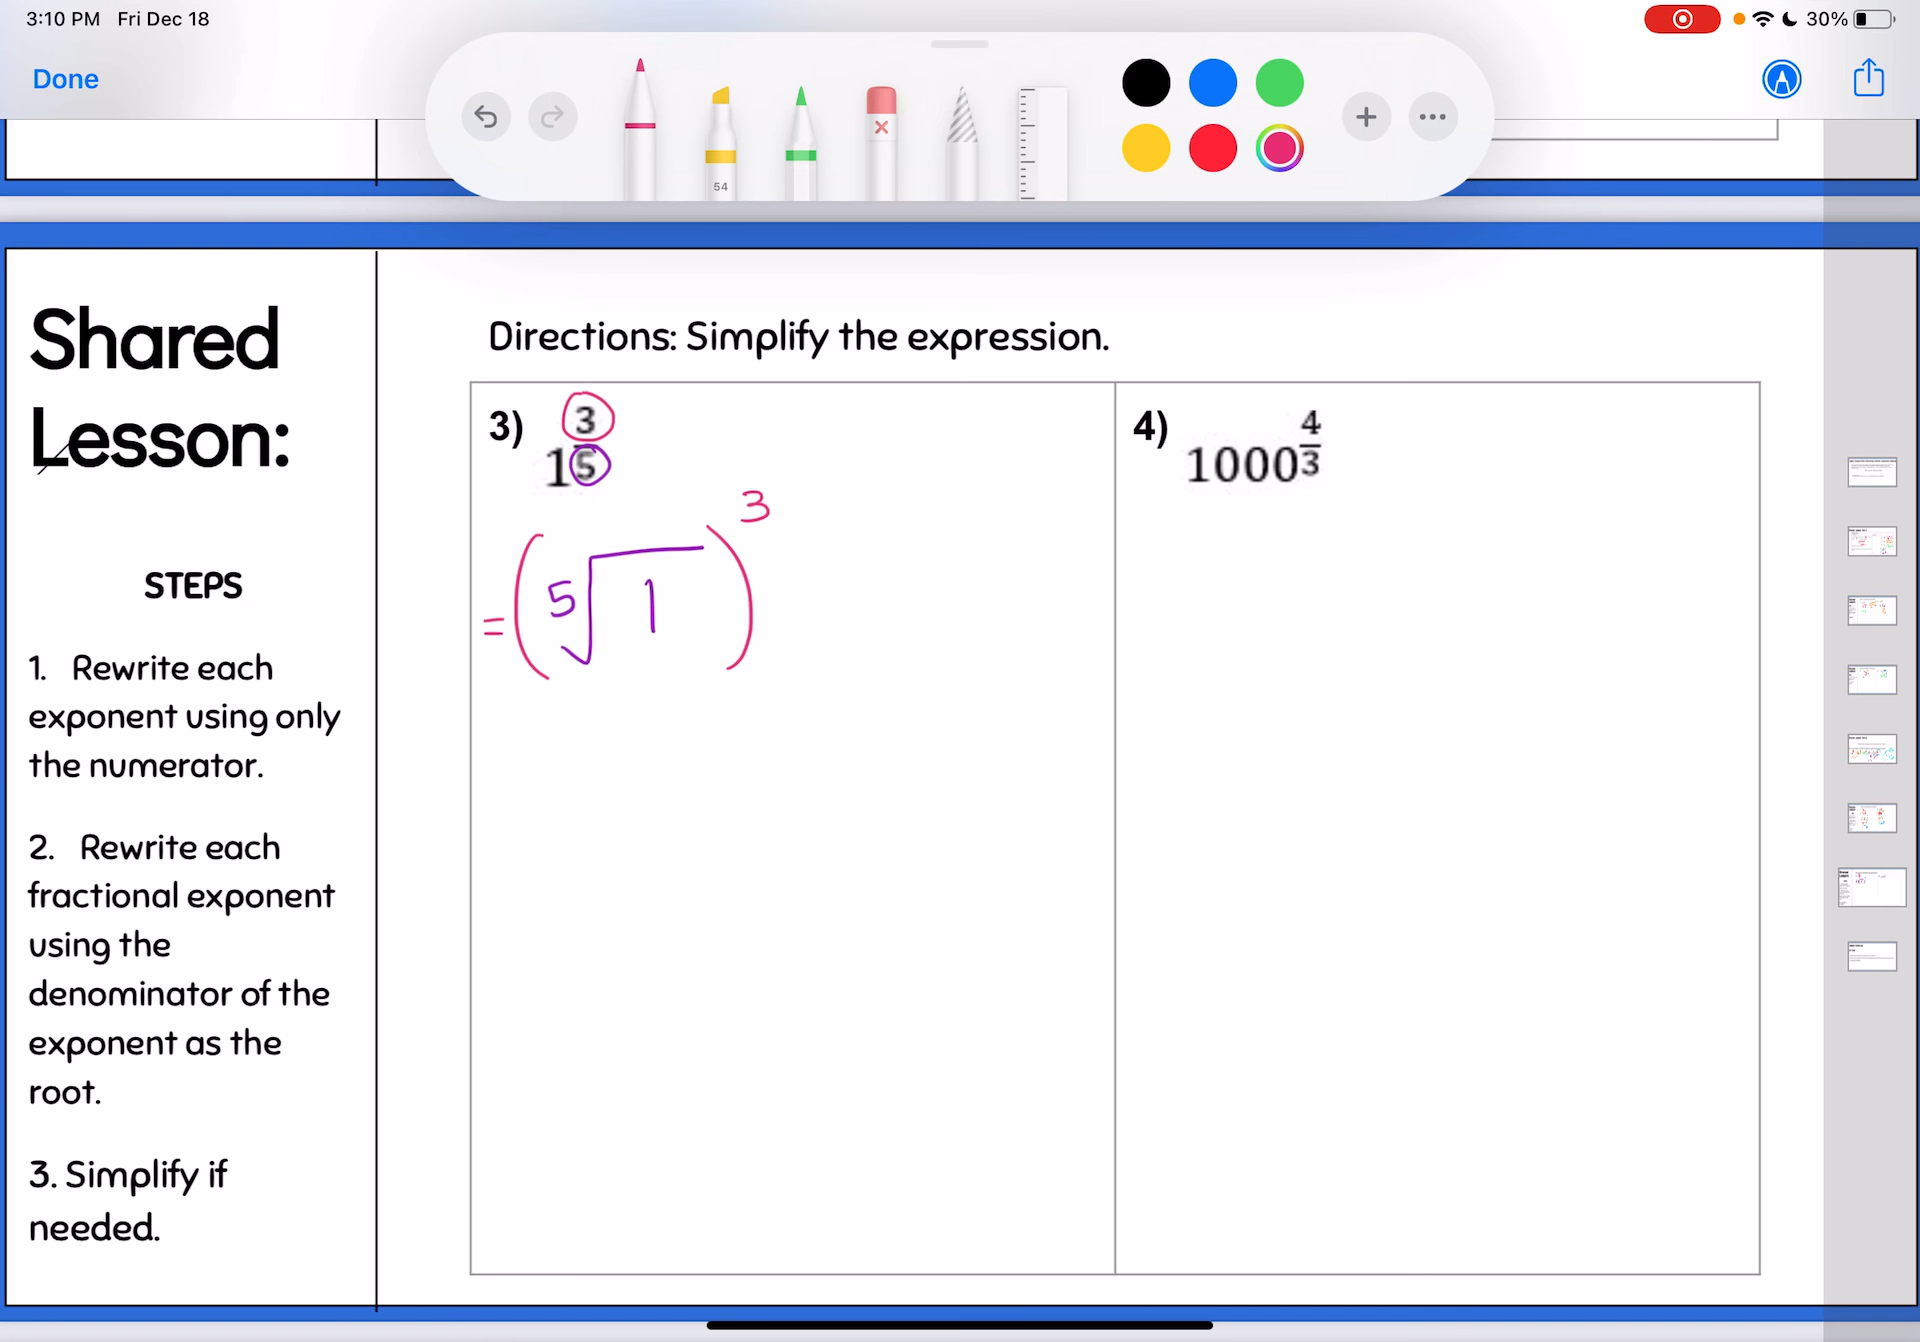 3:10 PM Fri Dec 18
30%
Done
54
Shared
Lesson:
STEPS
1. Rewrite each
exponent using only
the numerator.
2. Rewrite each
fractional exponent
using the
denominator of the
exponent as the
root.
3. Simplify if
needed.
Directions: Simplify the expression.
3) 1^(3/5)
= (⁵√1)³
4) 1000^(4/3)